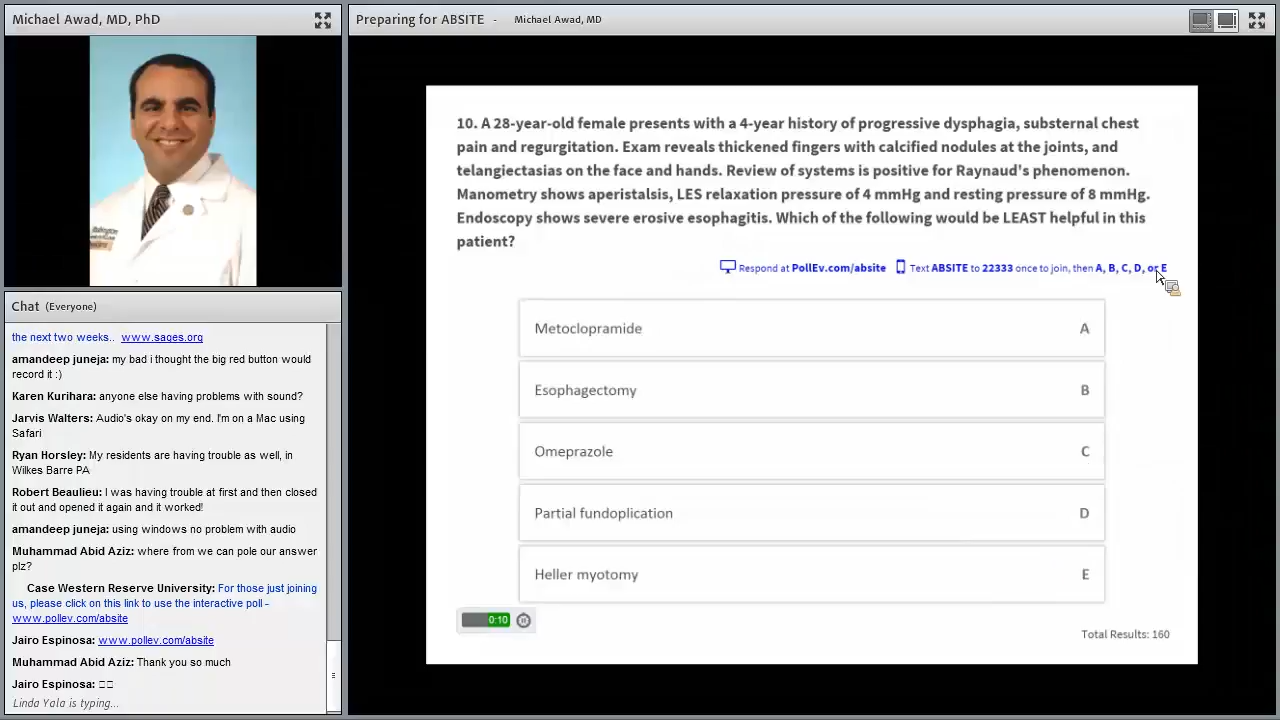 Michael Awad, MD, PhD
Preparing for ABSITE - Michael Awad, MD
Chat (Everyone)
the next two weeks.. www.sages.org
amandeep juneja: my bad i thought the big red button would
record it :)
Karen Kurihara: anyone else having problems with sound?
Jarvis Walters: Audio's okay on my end. I'm on a Mac using
Safari
Ryan Horsley: My residents are having trouble as well, in
Wilkes Barre PA
Robert Beaulieu: I was having trouble at first and then closed
it out and opened it again and it worked!
amandeep juneja: using windows no problem with audio
Muhammad Abid Aziz: where from we can pole our answer
plz?
Case Western Reserve University: For those just joining
us, please click on this link to use the interactive poll -
www.pollev.com/absite
Jairo Espinosa: www.pollev.com/absite
Muhammad Abid Aziz: Thank you so much
Jairo Espinosa:
Linda Yala is typing...
10. A 28-year-old female presents with a 4-year history of progressive dysphagia, substernal chest
pain and regurgitation. Exam reveals thickened fingers with calcified nodules at the joints, and
telangiectasias on the face and hands. Review of systems is positive for Raynaud's phenomenon.
Manometry shows aperistalsis, LES relaxation pressure of 4 mmHg and resting pressure of 8 mmHg.
Endoscopy shows severe erosive esophagitis. Which of the following would be LEAST helpful in this
patient?
Respond at PollEv.com/absite Text ABSITE to 22333 once to join, then A, B, C, D, or E
Metoclopramide A
Esophagectomy B
Omeprazole C
Partial fundoplication D
Heller myotomy E
0:10
Total Results: 160